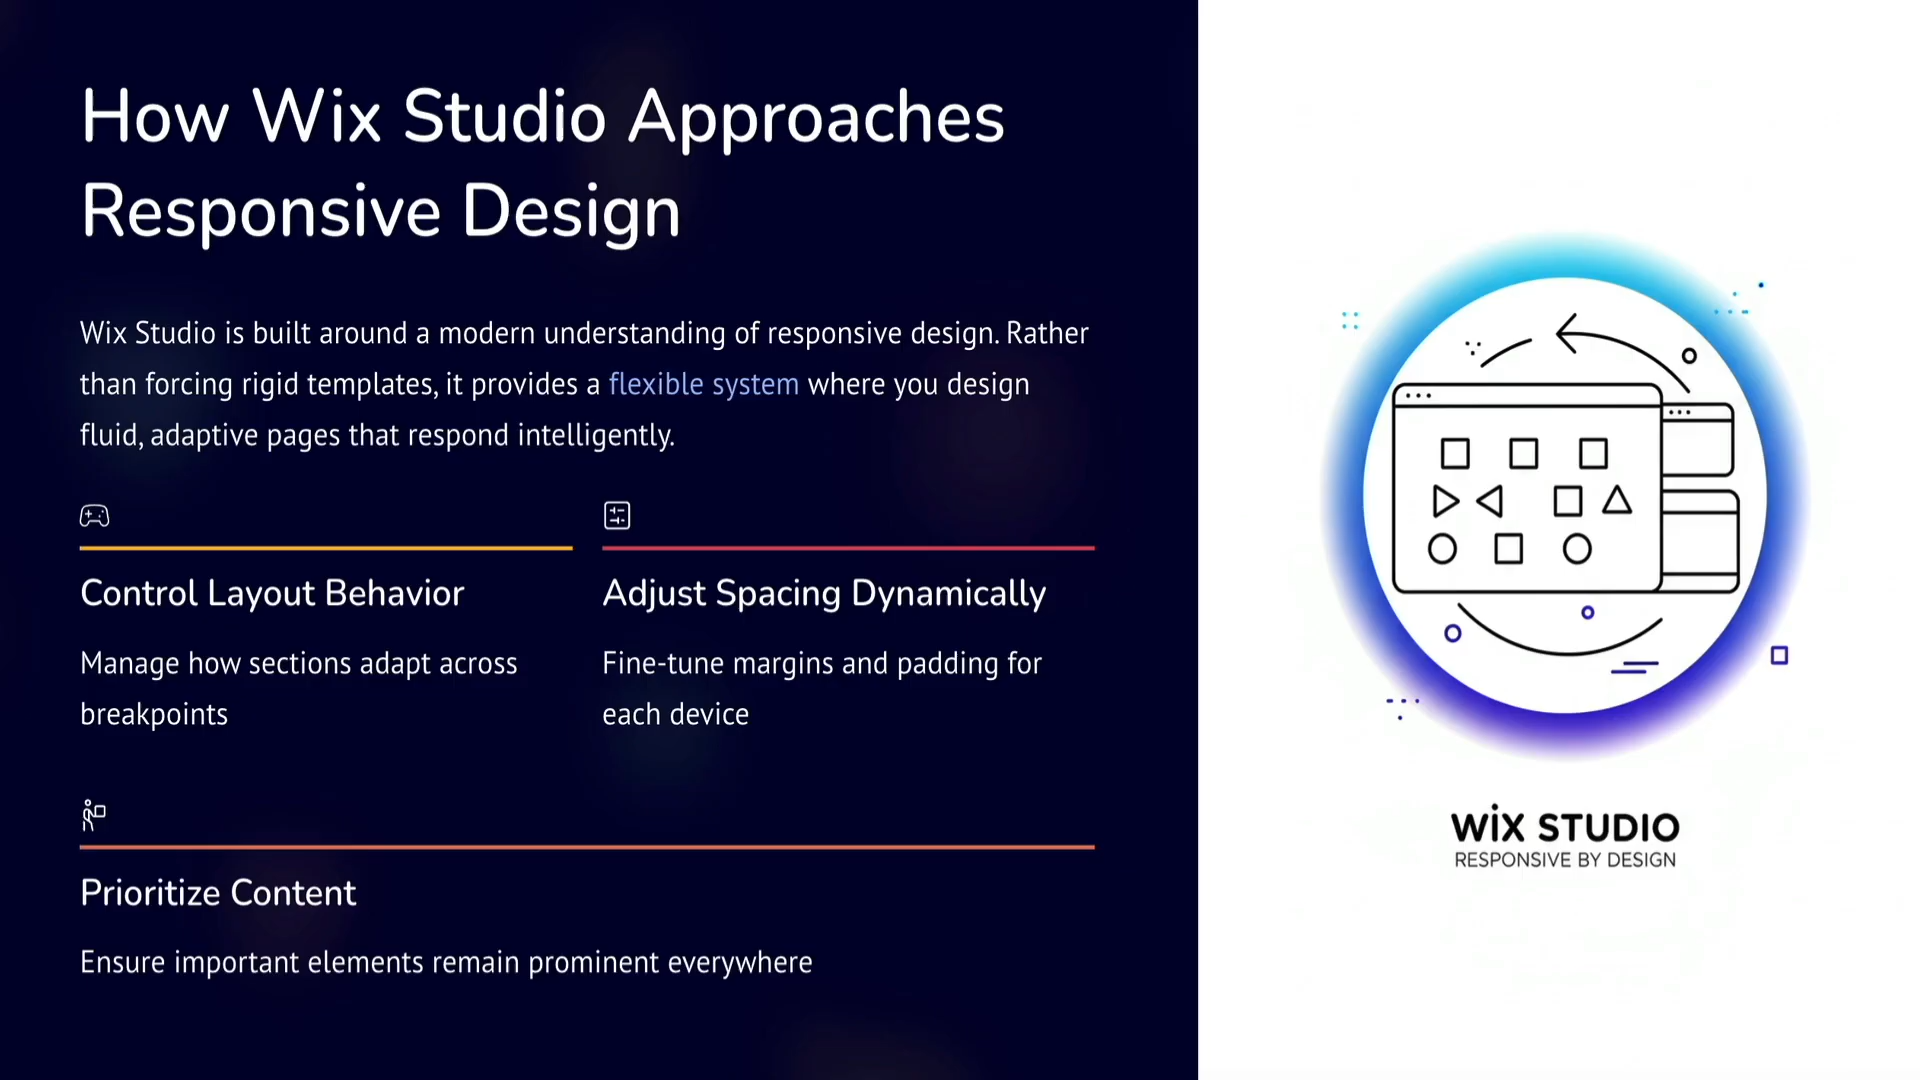 How Wix Studio Approaches
Responsive Design
Wix Studio is built around a modern understanding of responsive design. Rather
than forcing rigid templates, it provides a flexible system where you design
fluid, adaptive pages that respond intelligently.
Control Layout Behavior
Manage how sections adapt across
breakpoints
Adjust Spacing Dynamically
Fine-tune margins and padding for
each device
Prioritize Content
Ensure important elements remain prominent everywhere
WiX STUDIO
RESPONSIVE BY DESIGN